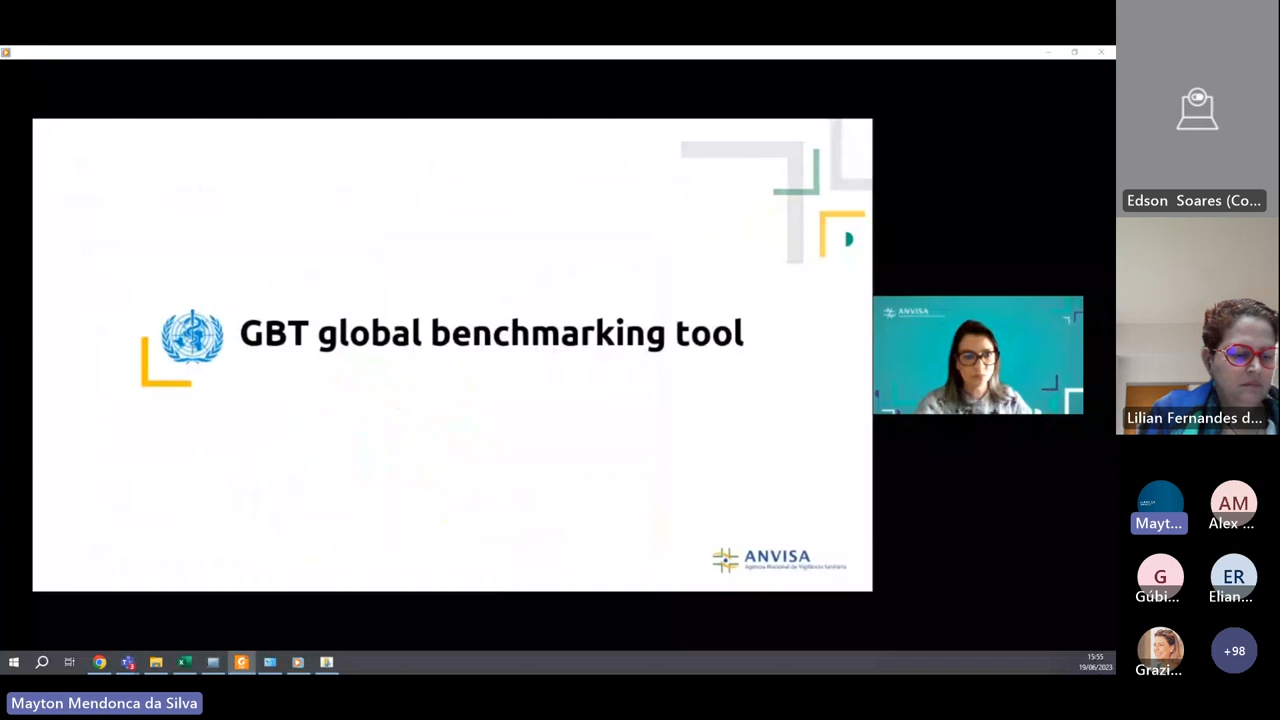 GBT global benchmarking tool
ANVISA
Agência Nacional de Vigilância Sanitária
ANVISA
Edson Soares (Co...
Lilian Fernandes d...
Mayt...
Alex ...
AM
G
ER
Gúbi...
Elian...
Grazi...
+98
15:55
19/06/2023
Mayton Mendonca da Silva